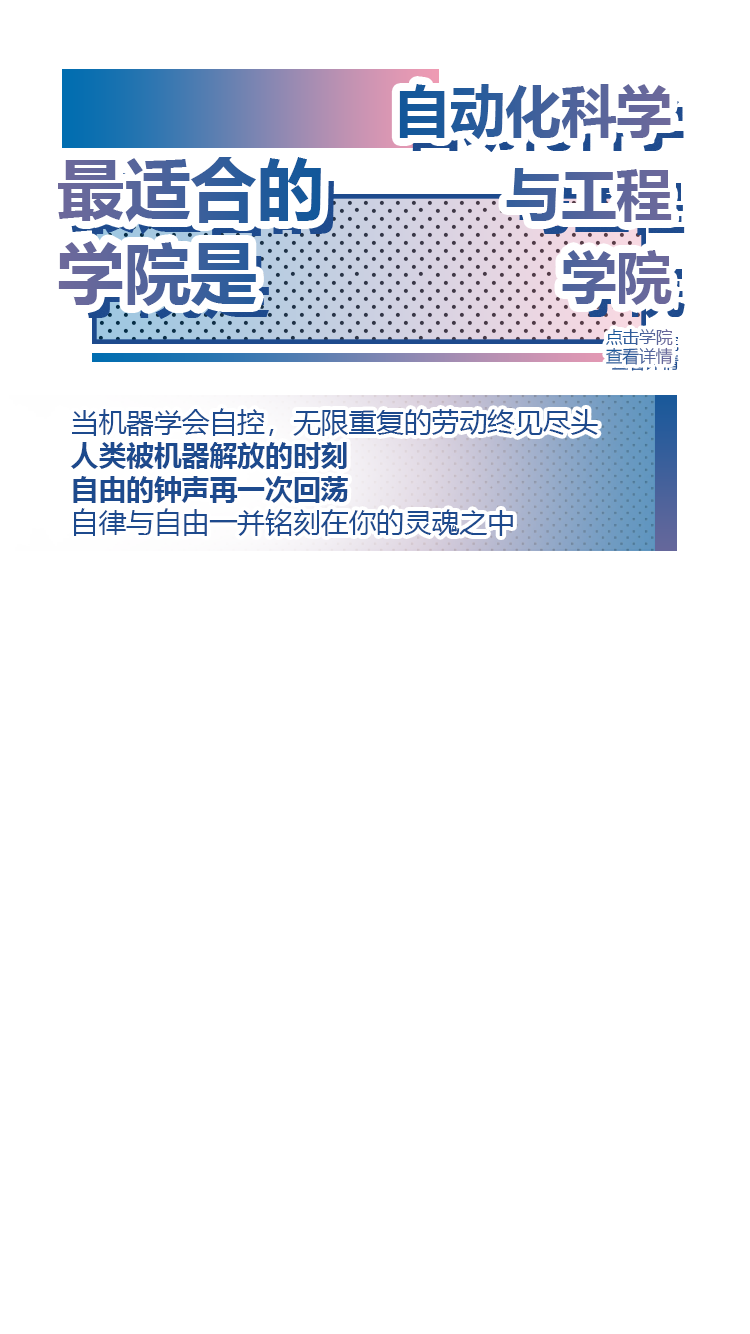 最适合的
学院是
自动化科学
与工程
学院
点击学院
查看详情
当机器学会自控，无限重复的劳动终见尽头
人类被机器解放的时刻
自由的钟声再一次回荡
自律与自由一并铭刻在你的灵魂之中